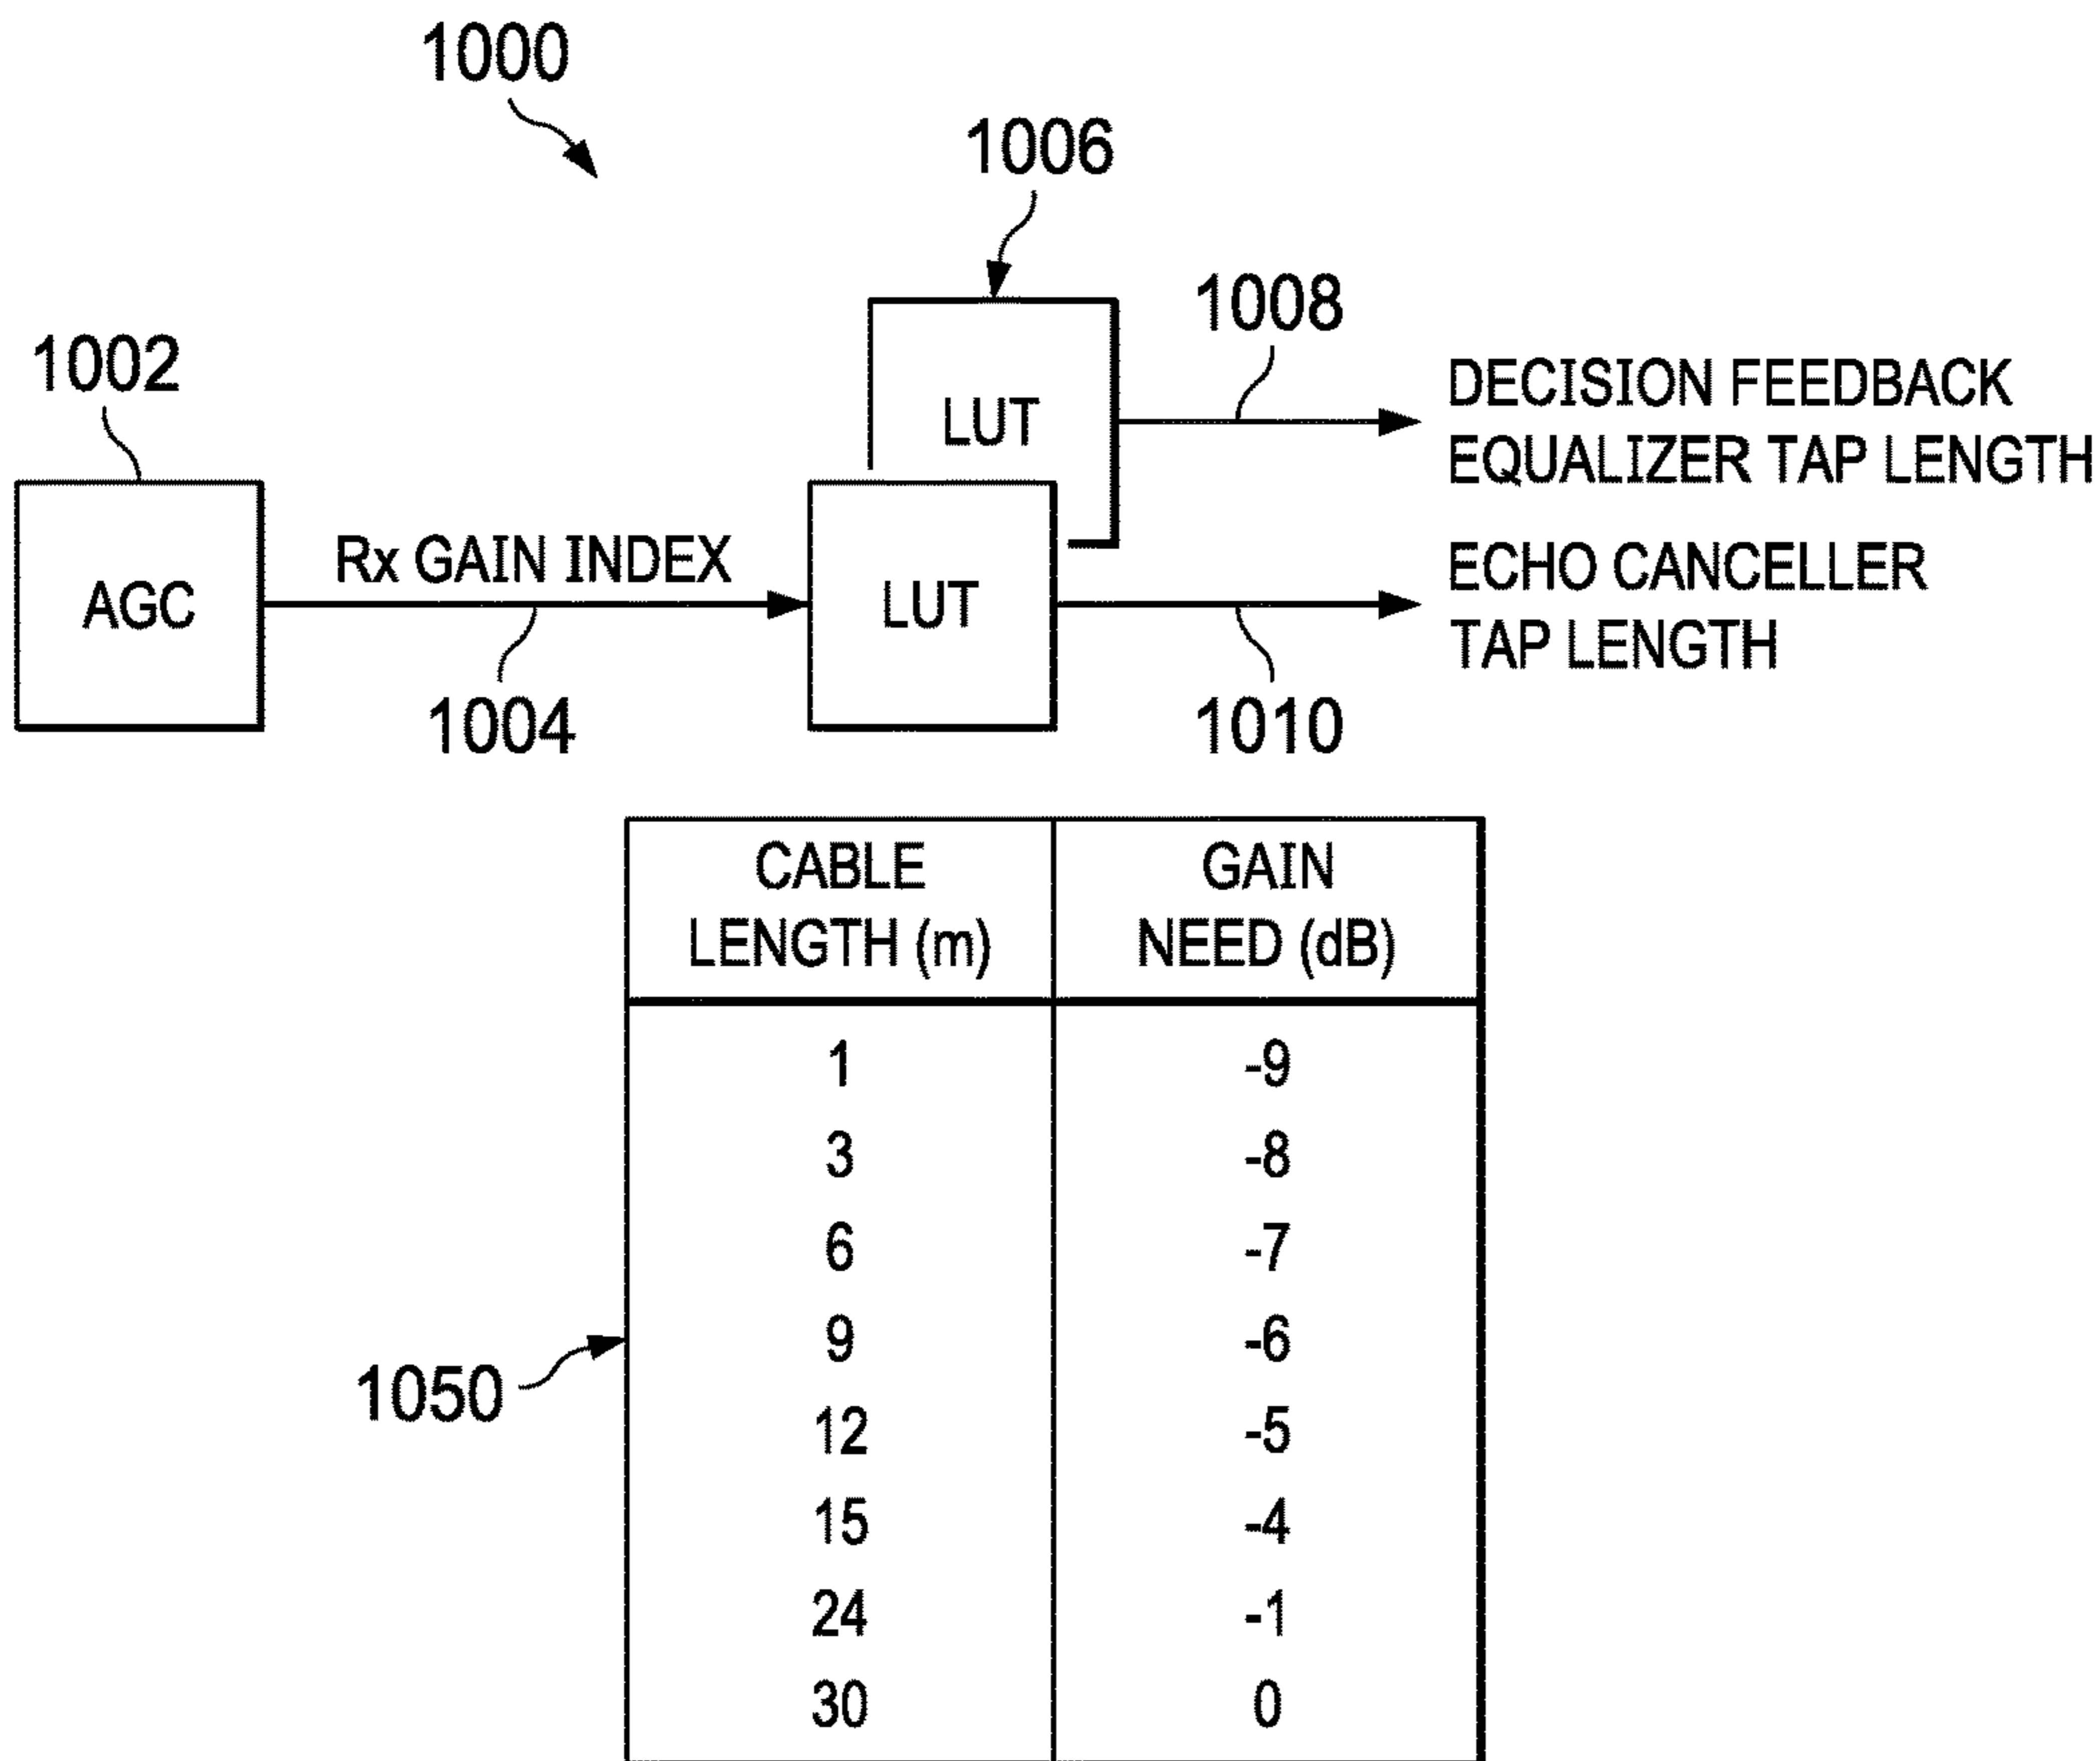 1000
1006
1008
1002
LUT
DECISION FEEDBACK
EQUALIZER TAP LENGTH
AGC
Rx GAIN INDEX
LUT
ECHO CANCELLER
TAP LENGTH
1004
1010
CABLE LENGTH (m)
GAIN NEED (dB)
1 -9
3 -8
6 -7
9 -6
1050
12 -5
15 -4
24 -1
30 0